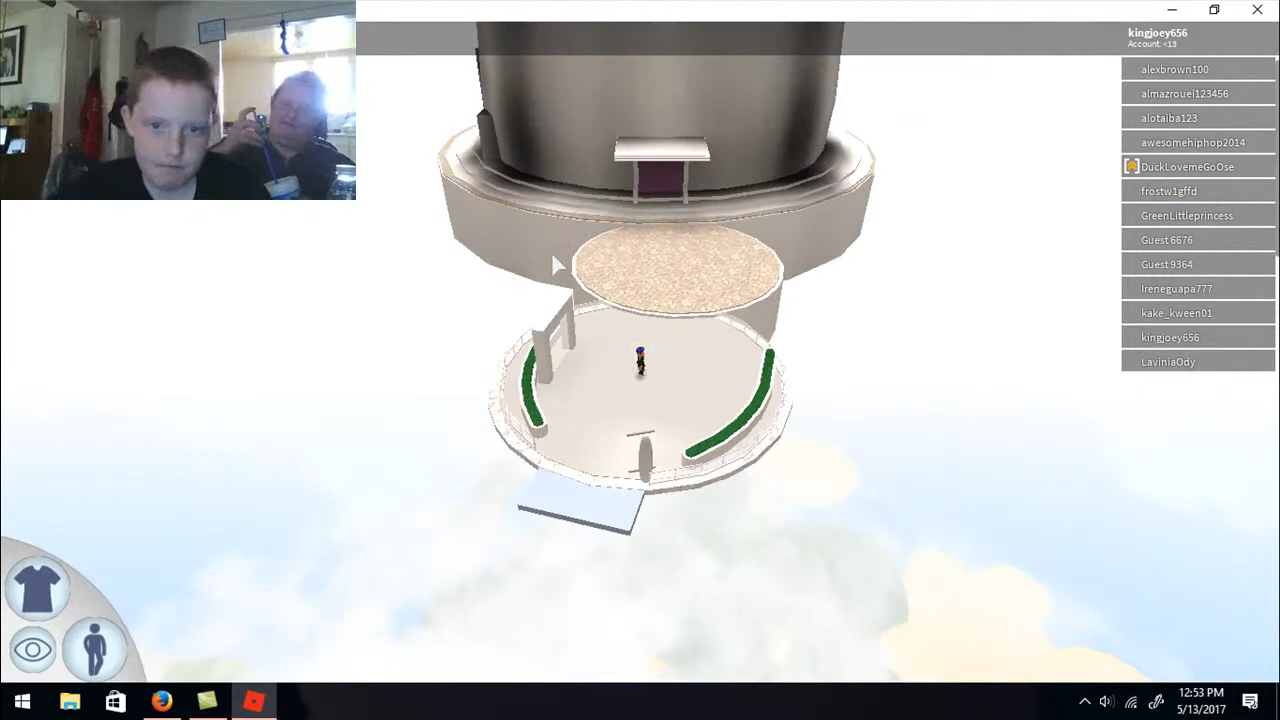 kingjoey656
Account: <13
alexbrown100
almazrouei123456
alotaiba123
awesomehiphop2014
DuckLovemeGoOse
frostw1gffd
GreenLittleprincess
Guest 6676
Guest 9364
Ireneguapa777
kake_kween01
kingjoey656
LaviniaOdy
12:53 PM
5/13/2017